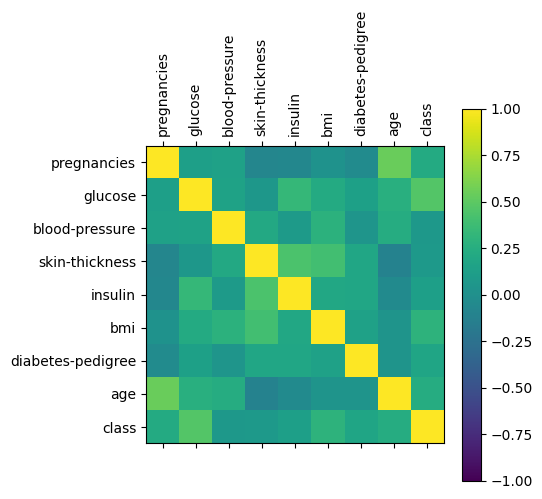 pregnancies
glucose
blood-pressure
skin-thickness
insulin
bmi
diabetes-pedigree
age
class
pregnancies
glucose
blood-pressure
skin-thickness
insulin
bmi
diabetes-pedigree
age
class
1.00
0.75
0.50
0.25
0.00
−0.25
−0.50
−0.75
−1.00